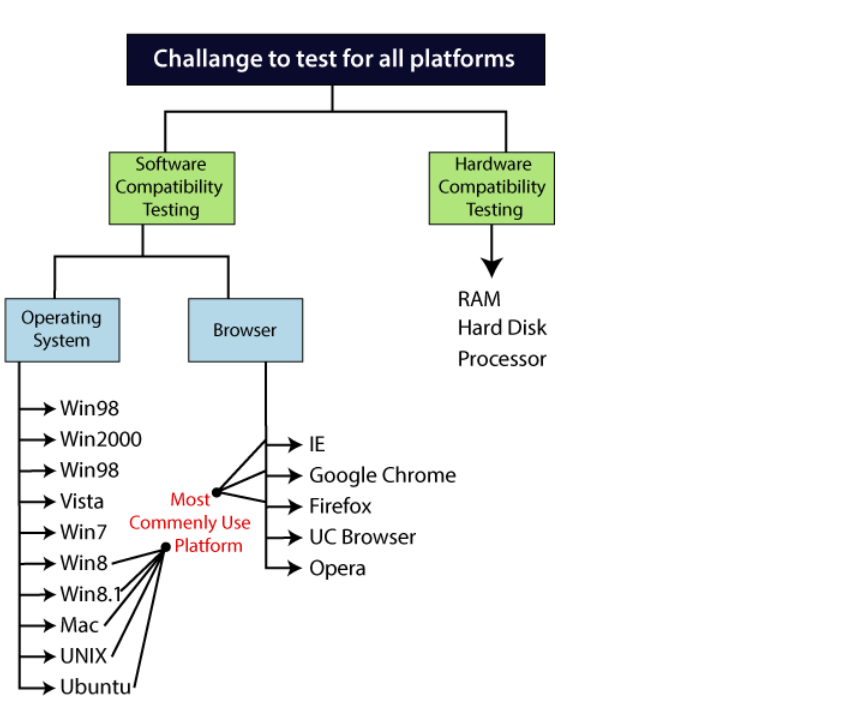 Challange to test for all platforms
Software
Compatibility
Testing
Hardware
Compatibility
Testing
RAM
Hard Disk
Processor
Operating
System
Browser
Win98
Win2000
Win98
Vista
Win7
Win8
Win8.1
Mac
UNIX
Ubuntu
Most
Commenly Use
Platform
IE
Google Chrome
Firefox
UC Browser
Opera